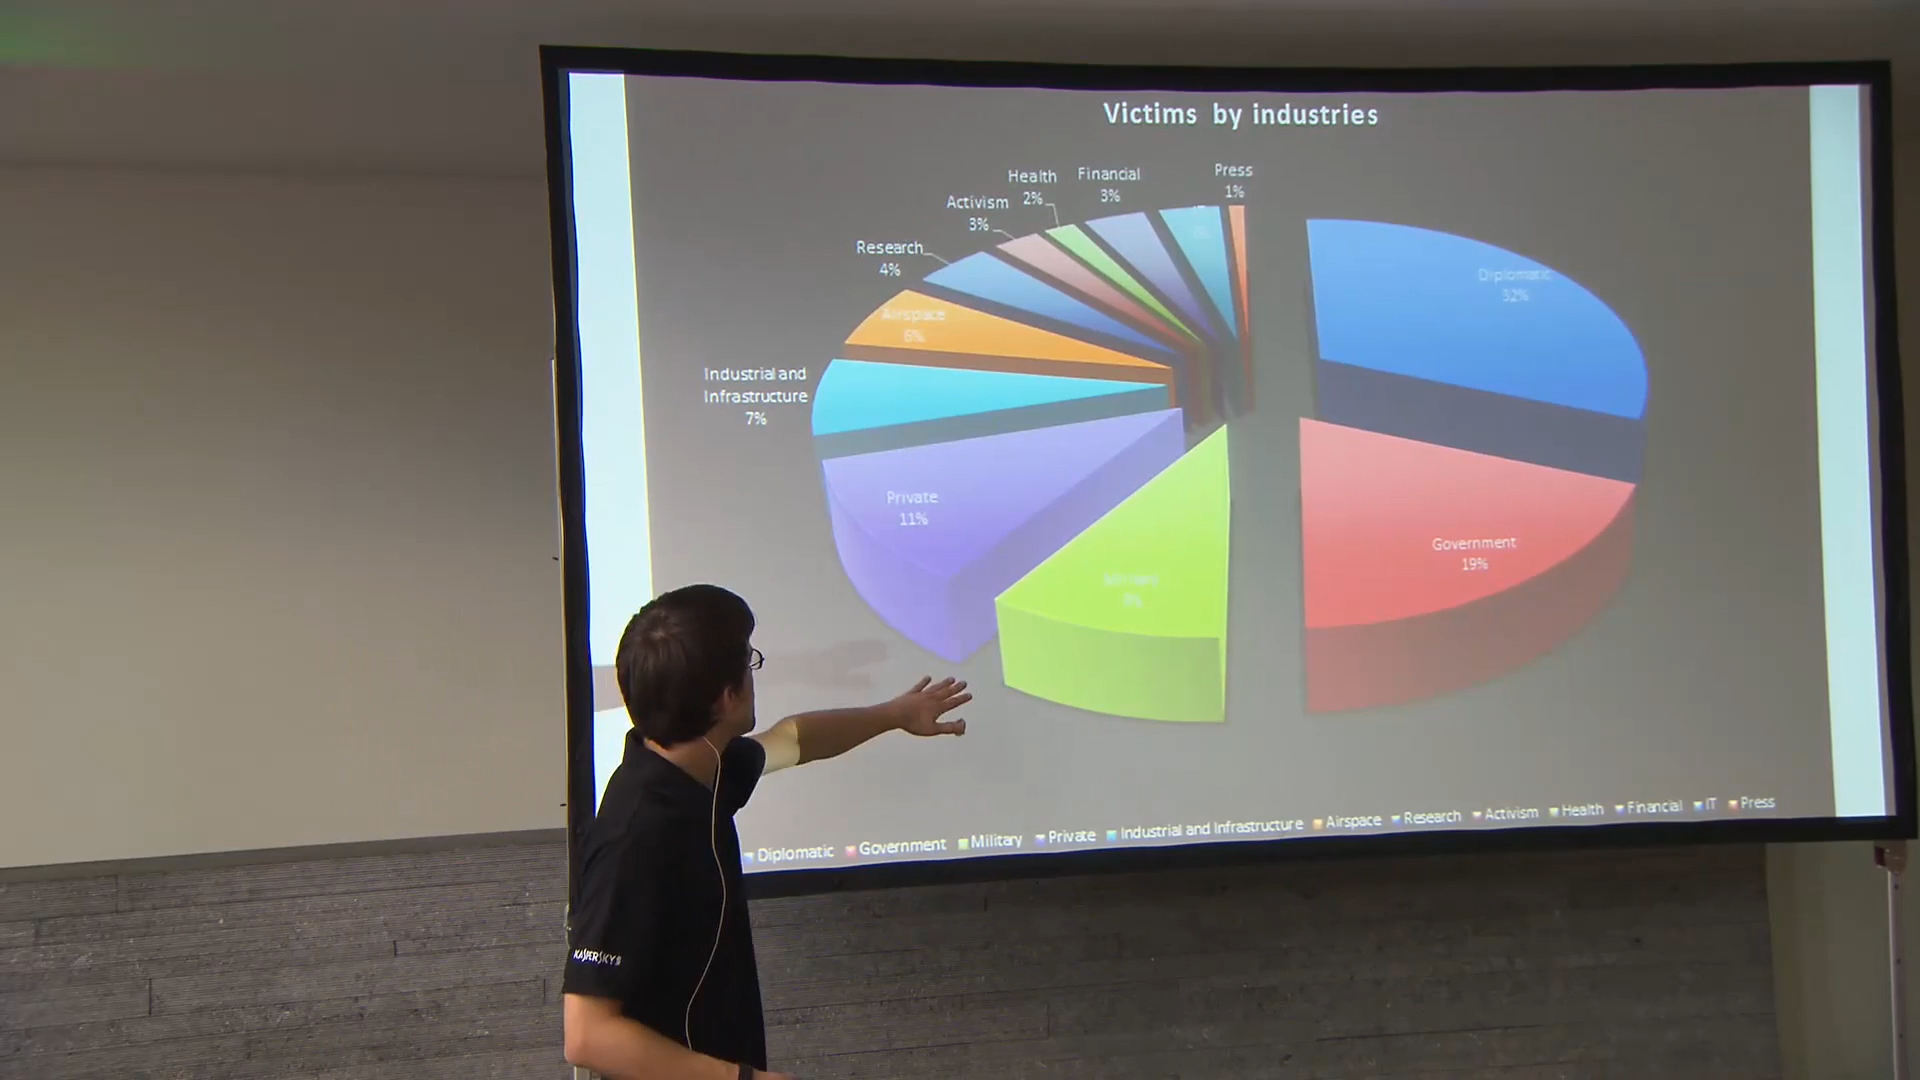 Victims by industries
Press
1%
Financial
3%
Health
2%
Activism
3%
Research
4%
Diplomatic
32%
Airspace
6%
Industrial and
Infrastructure
7%
Private
11%
Government
19%
Diplomatic Government Military Private Industrial and Infrastructure Airspace Research Activism Health Financial IT Press
KASPERSKY